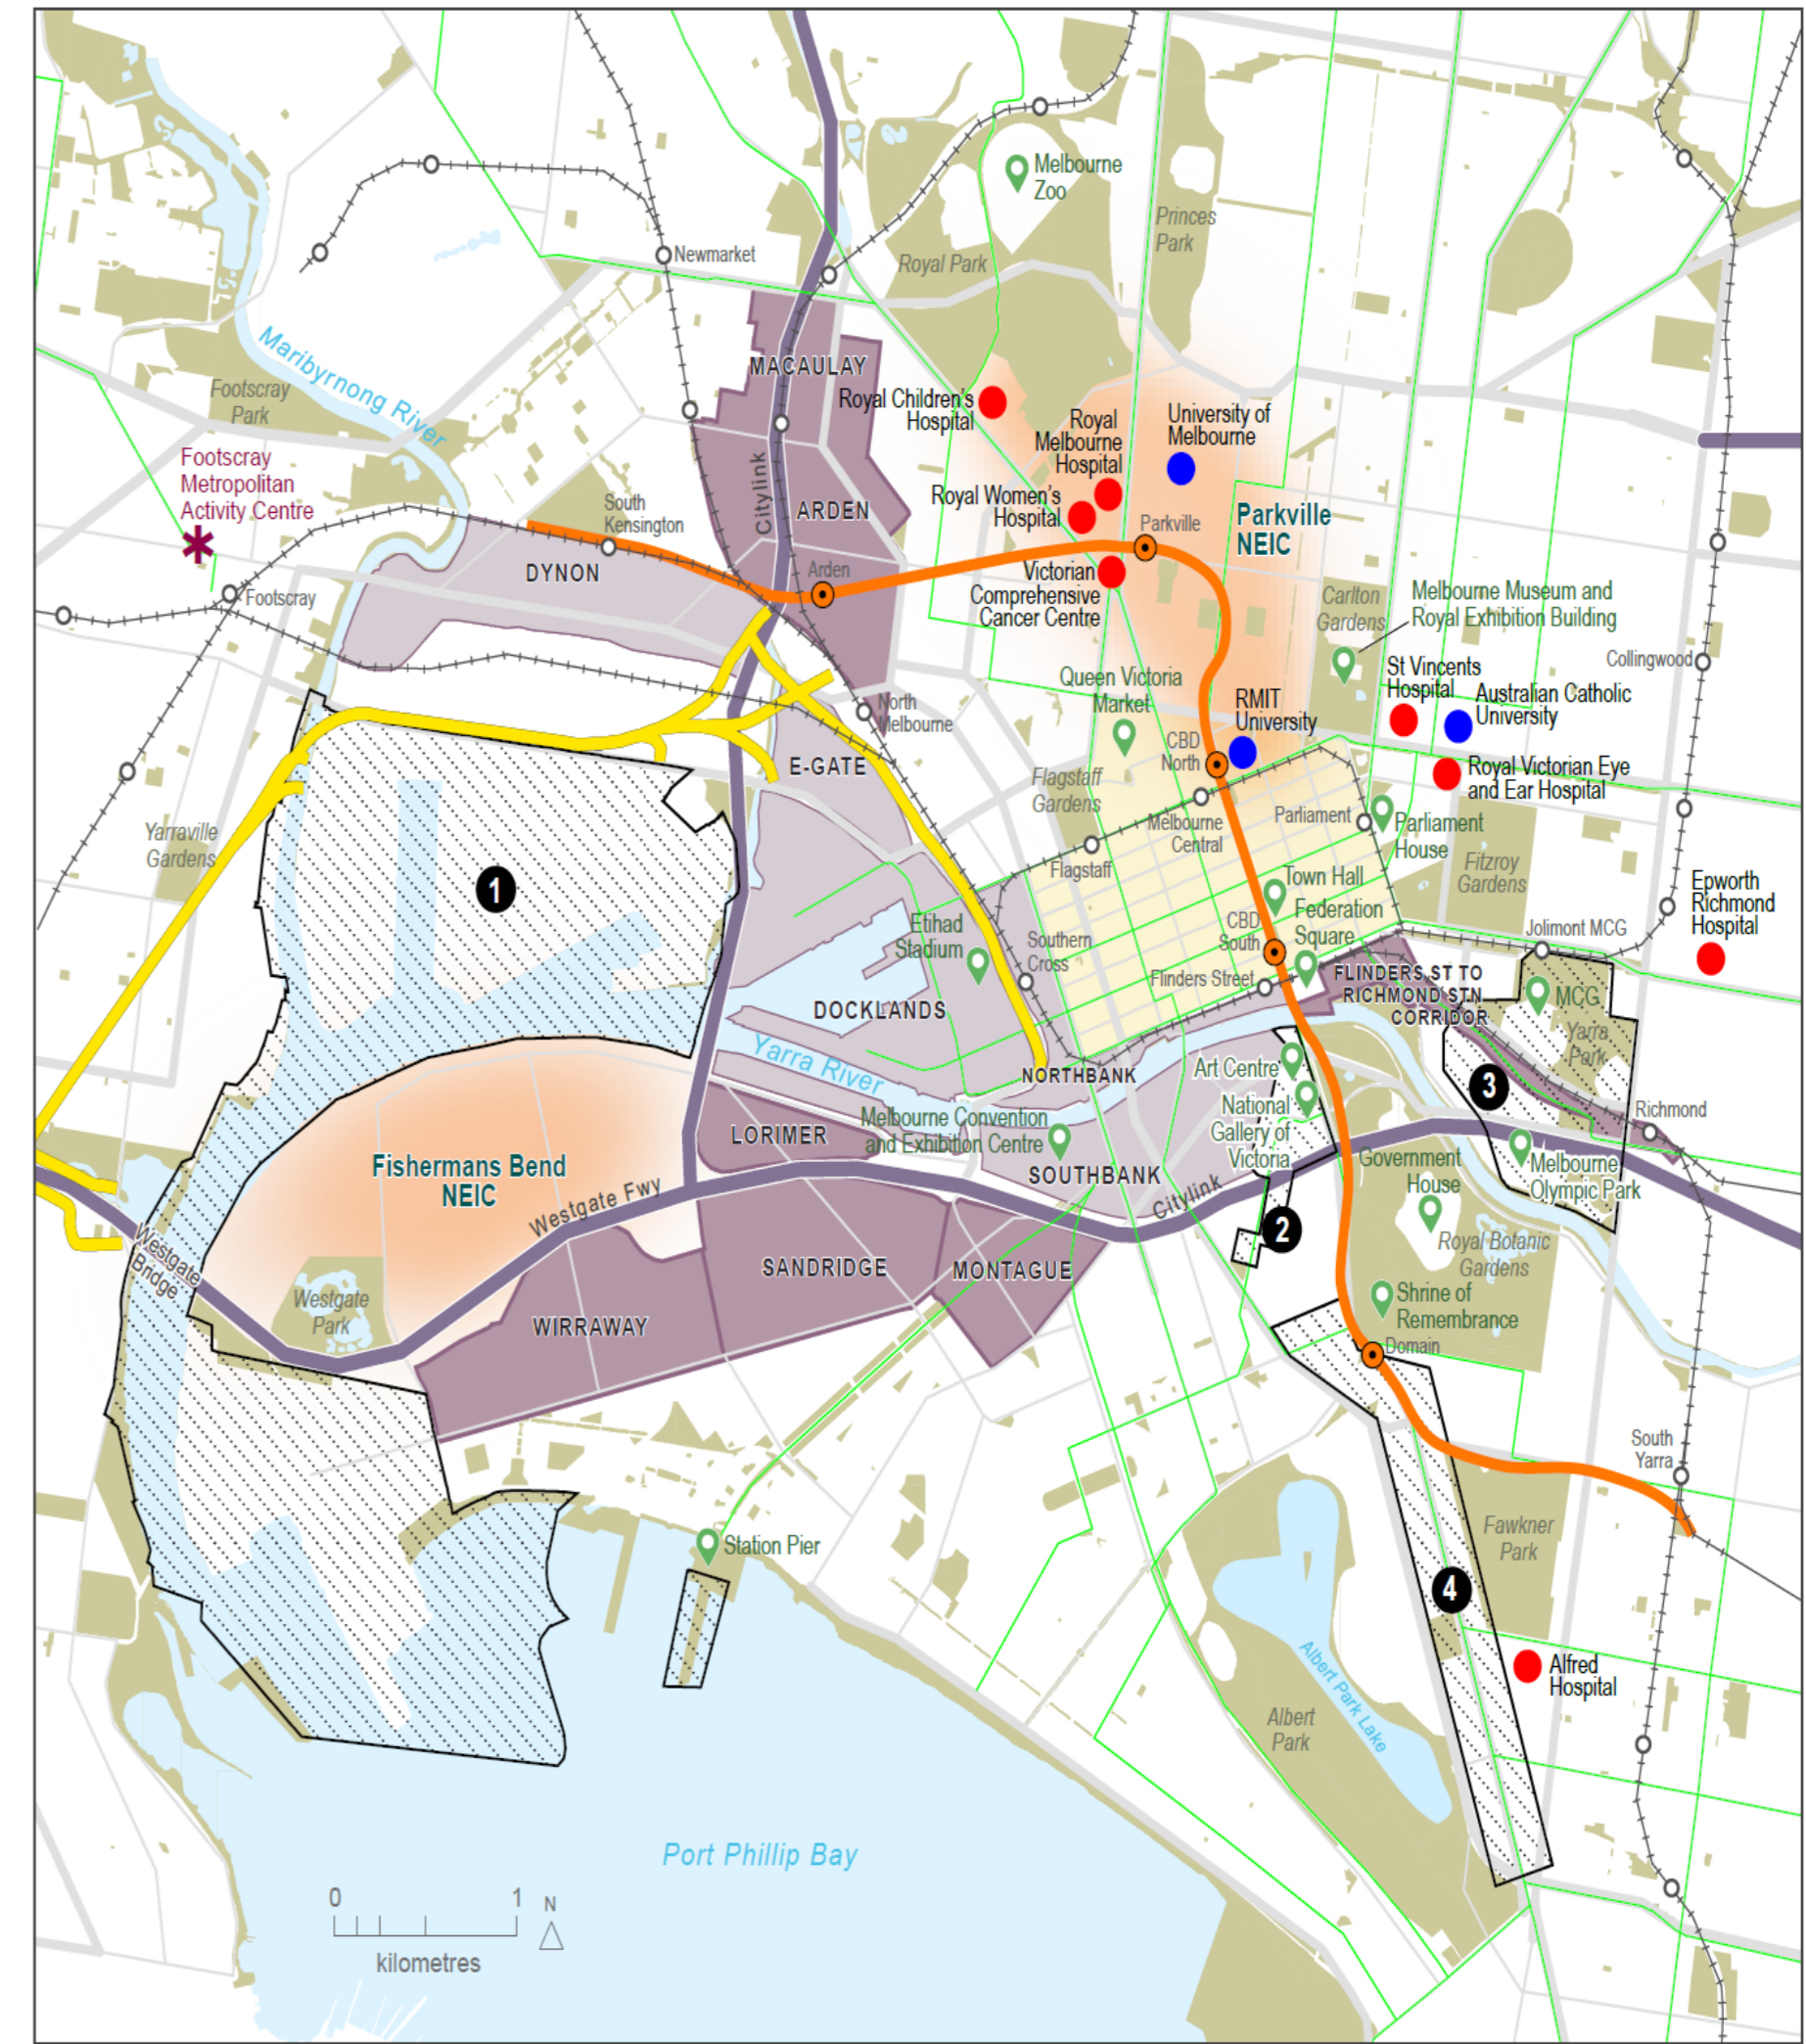 Melbourne
Zoo
Princes
Park
Royal Park
Newmarket
Maribyrnong River
Footscray
Park
MACAULAY
Royal Children's
Hospital
Royal
Melbourne
Hospital
University of
Melbourne
Footscray
Metropolitan
Activity Centre
Citylink
ARDEN
South
Kensington
Royal Women's
Hospital
Parkville
Parkville
NEIC
DYNON
Arden
Victorian
Comprehensive
Cancer Centre
Footscray
Carlton
Gardens
Melbourne Museum and
Royal Exhibition Building
Collingwood
St Vincents
Hospital
Australian Catholic
University
Queen Victoria
Market
RMIT
University
North
Melbourne
CBD
North
E-GATE
Flagstaff
Gardens
Royal Victorian Eye
and Ear Hospital
Melbourne
Central
Parliament
Parliament
House
Yarraville
Gardens
Flagstaff
Fitzroy
Gardens
1
Town Hall
Epworth
Richmond
Hospital
Etihad
Stadium
Southern
Cross
CBD
South
Federation
Square
Jolimont MCG
Flinders Street
FLINDERS ST TO
RICHMOND STN
CORRIDOR
MCG
Yarra
Park
DOCKLANDS
Yarra River
NORTHBANK
Art Centre
3
National
Gallery of
Victoria
Richmond
Melbourne Convention
and Exhibition Centre
LORIMER
SOUTHBANK
Government
House
Melbourne
Olympic Park
Fishermans Bend
NEIC
Westgate Fwy
Citylink
2
Westgate
Bridge
Royal Botanic
Gardens
SANDRIDGE
MONTAGUE
Westgate
Park
WIRRAWAY
Shrine of
Remembrance
Domain
South
Yarra
Fawkner
Park
Station Pier
4
Albert Park Lake
Alfred
Hospital
Albert
Park
Port Phillip Bay
0 1 N
kilometres